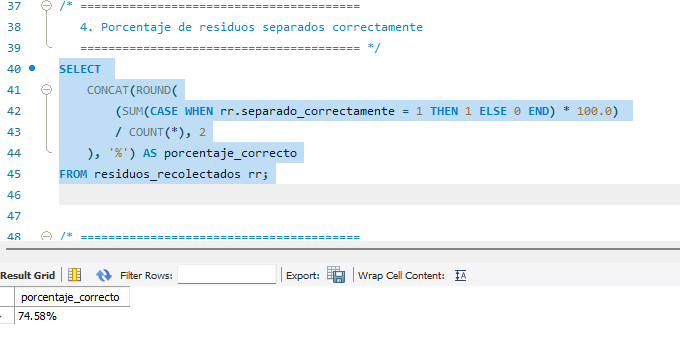 37 /* ========================================
38 4. Porcentaje de residuos separados correctamente
39 ======================================== */
40 SELECT
41 CONCAT(ROUND(
42 (SUM(CASE WHEN rr.separado_correctamente = 1 THEN 1 ELSE 0 END) * 100.0)
43 / COUNT(*), 2
44 ), '%') AS porcentaje_correcto
45 FROM residuos_recolectados rr;
46
47
48 /* ========================================
Result Grid Filter Rows: Export: Wrap Cell Content:
porcentaje_correcto
74.58%